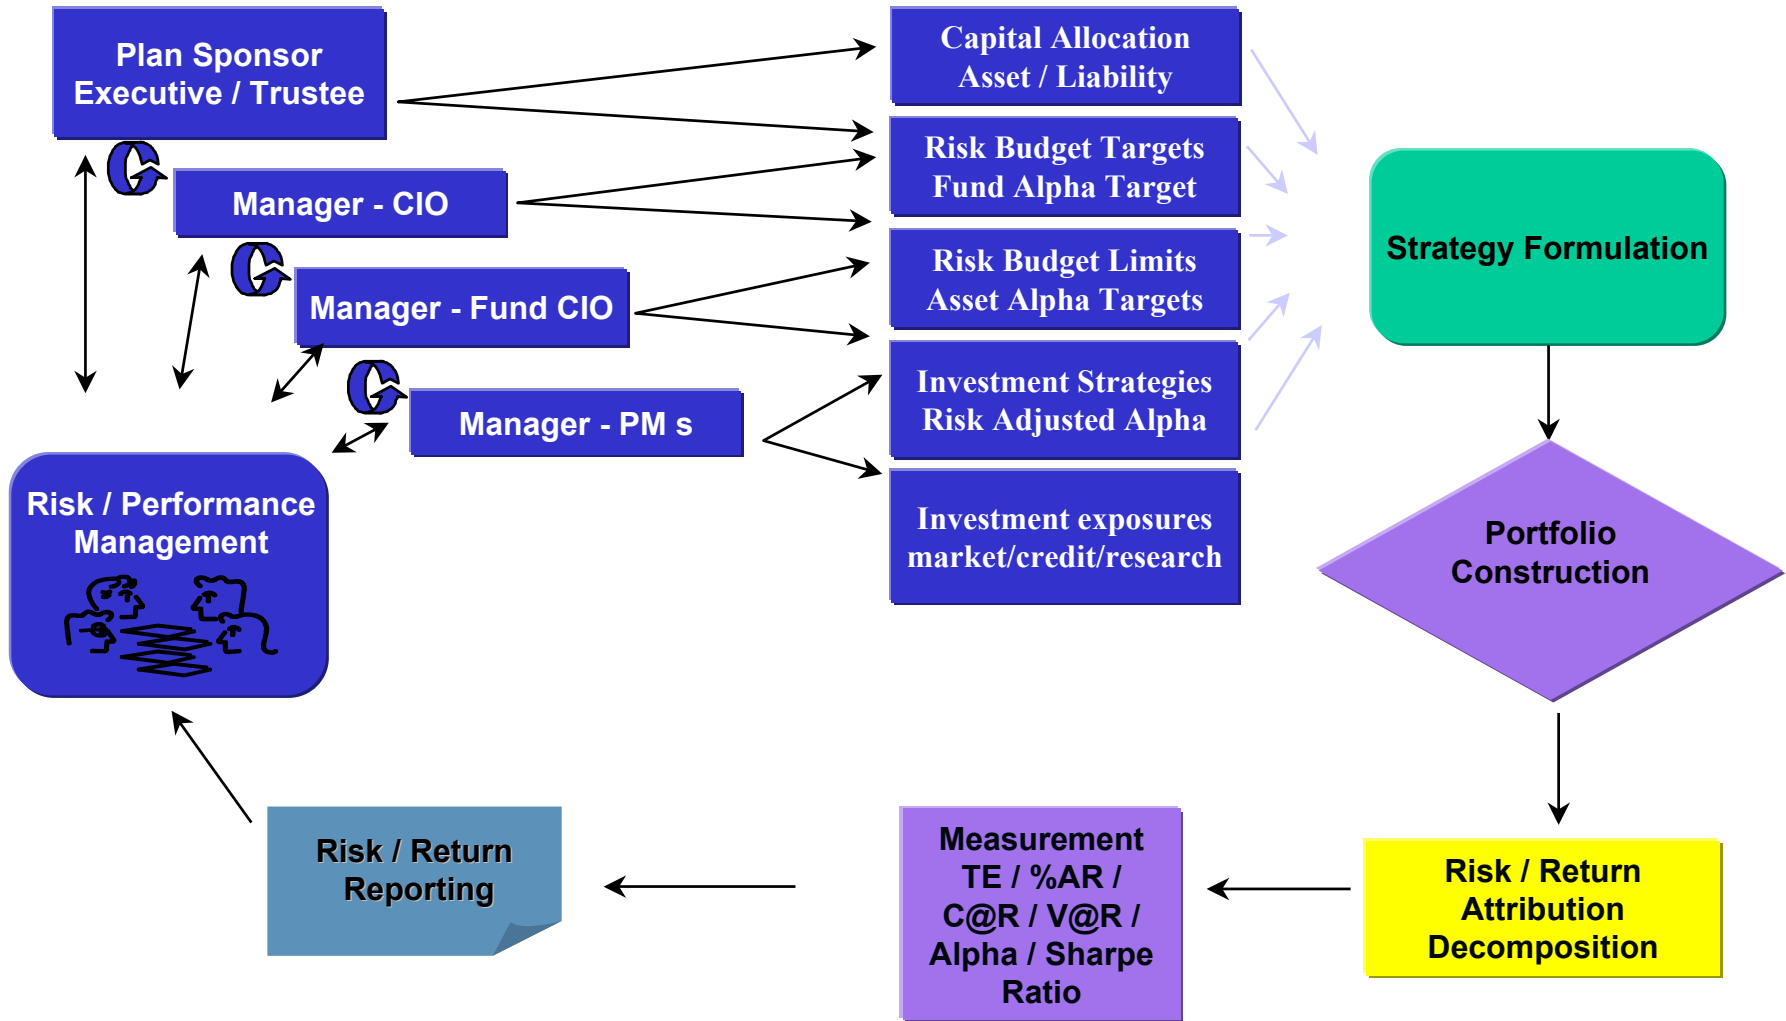 Plan Sponsor
Executive / Trustee
Manager - CIO
Manager - Fund CIO
Manager - PM s
Risk / Performance
Management
Capital Allocation
Asset / Liability
Risk Budget Targets
Fund Alpha Target
Risk Budget Limits
Asset Alpha Targets
Investment Strategies
Risk Adjusted Alpha
Investment exposures
market/credit/research
Strategy Formulation
Portfolio
Construction
Risk / Return
Attribution
Decomposition
Measurement
TE / %AR /
C@R / V@R /
Alpha / Sharpe
Ratio
Risk / Return
Reporting